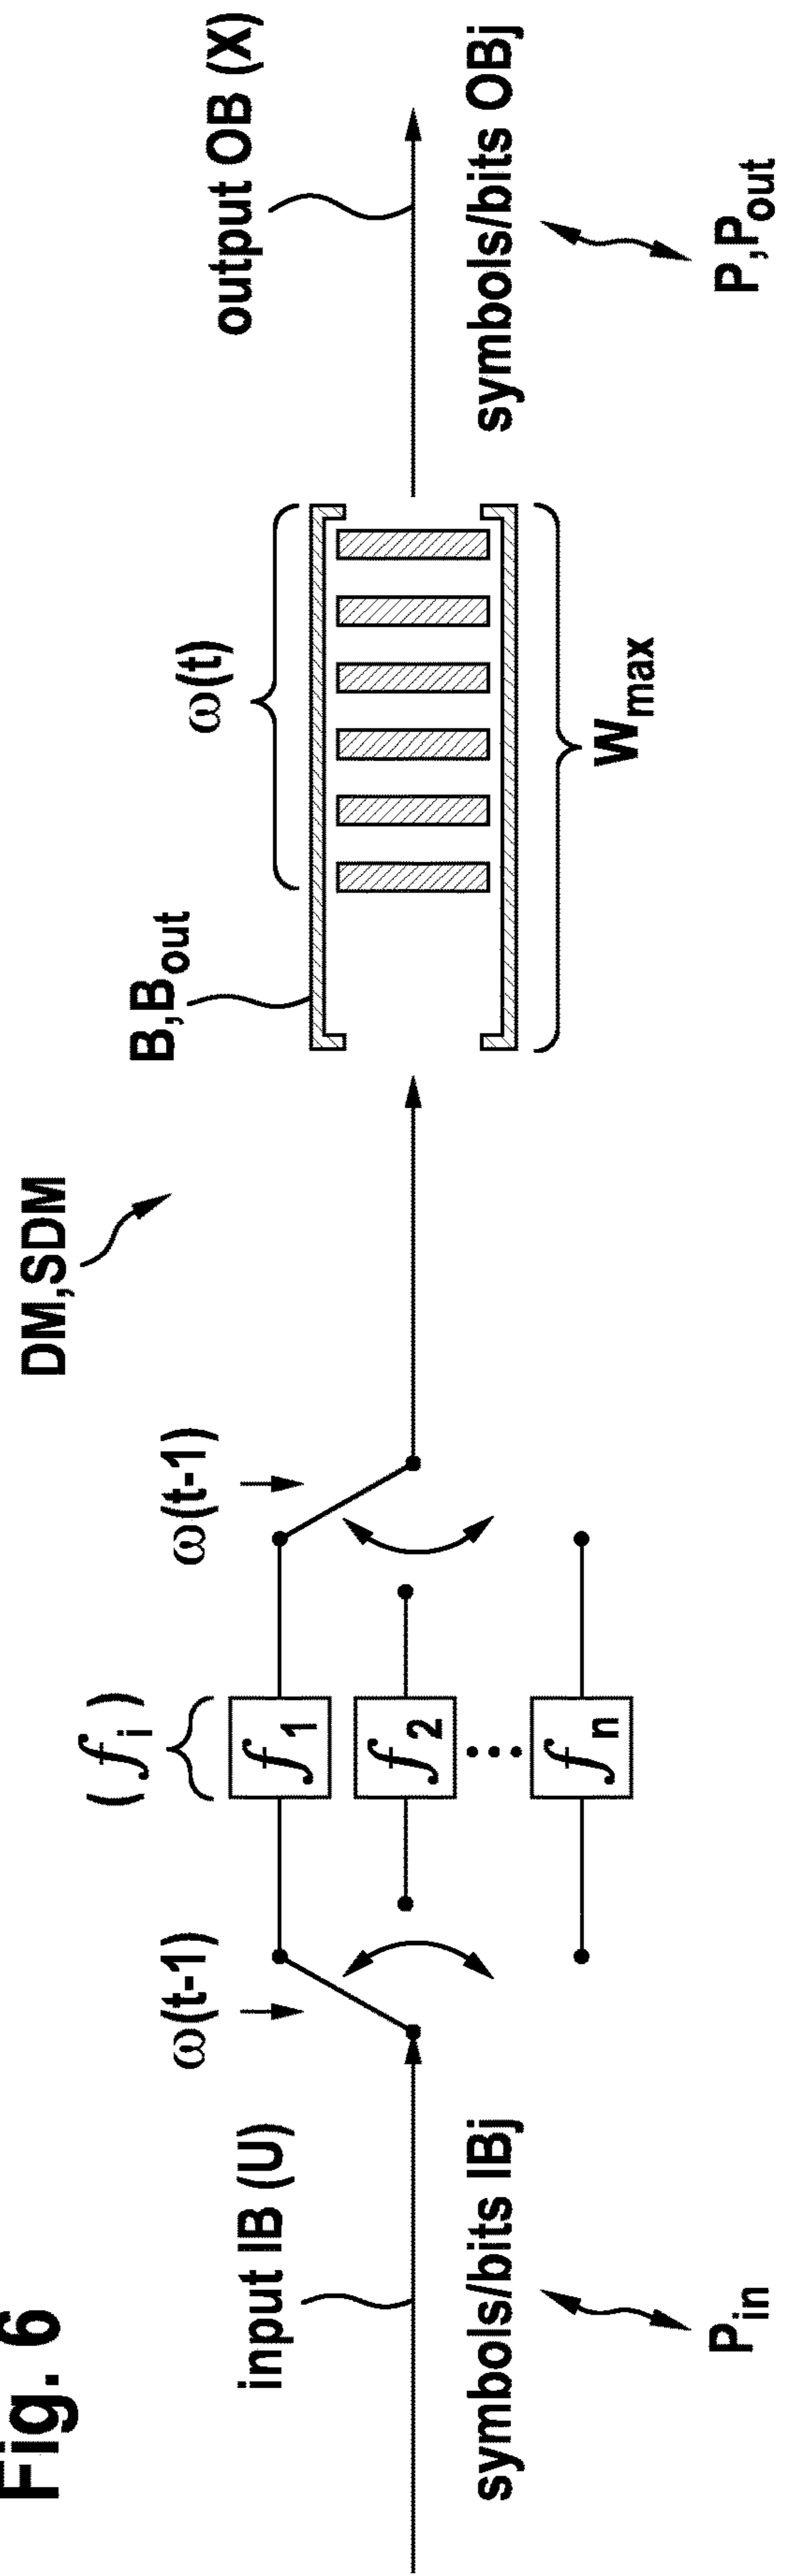 Fig. 6
DM,SDM
input IB (U)
symbols/bits IBj
P_in
ω(t-1)
(f_i)
f_1
f_2
f_n
ω(t-1)
B,B_out
ω(t)
W_max
output OB (X)
symbols/bits OBj
P,P_out